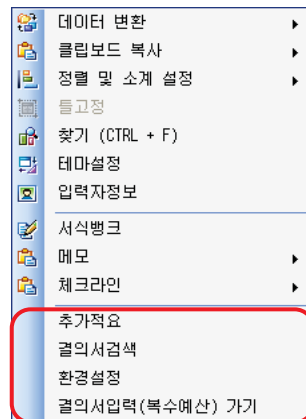 데이터 변환
클립보드 복사
정렬 및 소계 설정
틀고정
찾기 (CTRL + F)
테마설정
입력자정보
서식뱅크
메모
체크라인
추가적요
결의서검색
환경설정
결의서입력(복수예산) 가기